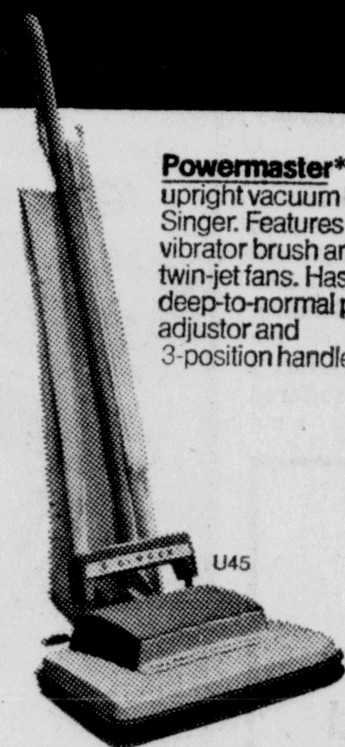 Powermaster*
upright vacuum
Singer. Features
vibrator brush
twin-jet fans. Has
deep-to-normal
adjustor and
3-position handle
U45